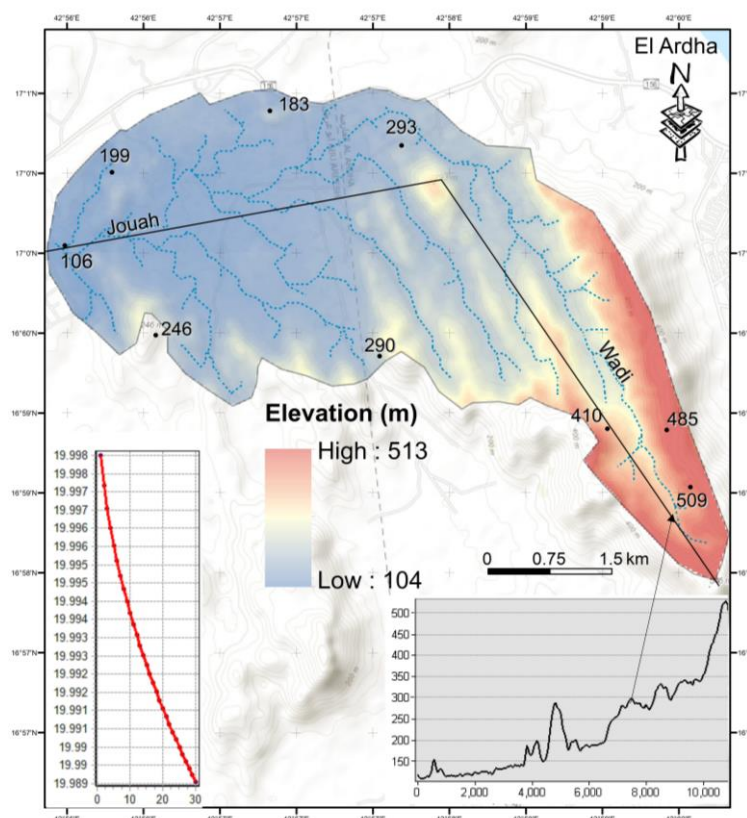 42°56'E 42°56'E 42°57'E 42°57'E 42°58'E 42°59'E 42°59'E 42°60'E
El Ardha
N
17°1'N
17°0'N
17°0'N
16°60'N
16°59'N
16°59'N
16°58'N
16°57'N
183
293
199
Jouah
106
246
290
Wadi
410
485
509
Elevation (m)
High : 513
Low : 104
0 0.75 1.5 km
19.998
19.998
19.997
19.997
19.996
19.996
19.995
19.995
19.994
19.994
19.993
19.993
19.992
19.992
19.991
19.991
19.99
19.99
19.989
0 10 20 30
500
450
400
350
300
250
200
150
0 2,000 4,000 6,000 8,000 10,000